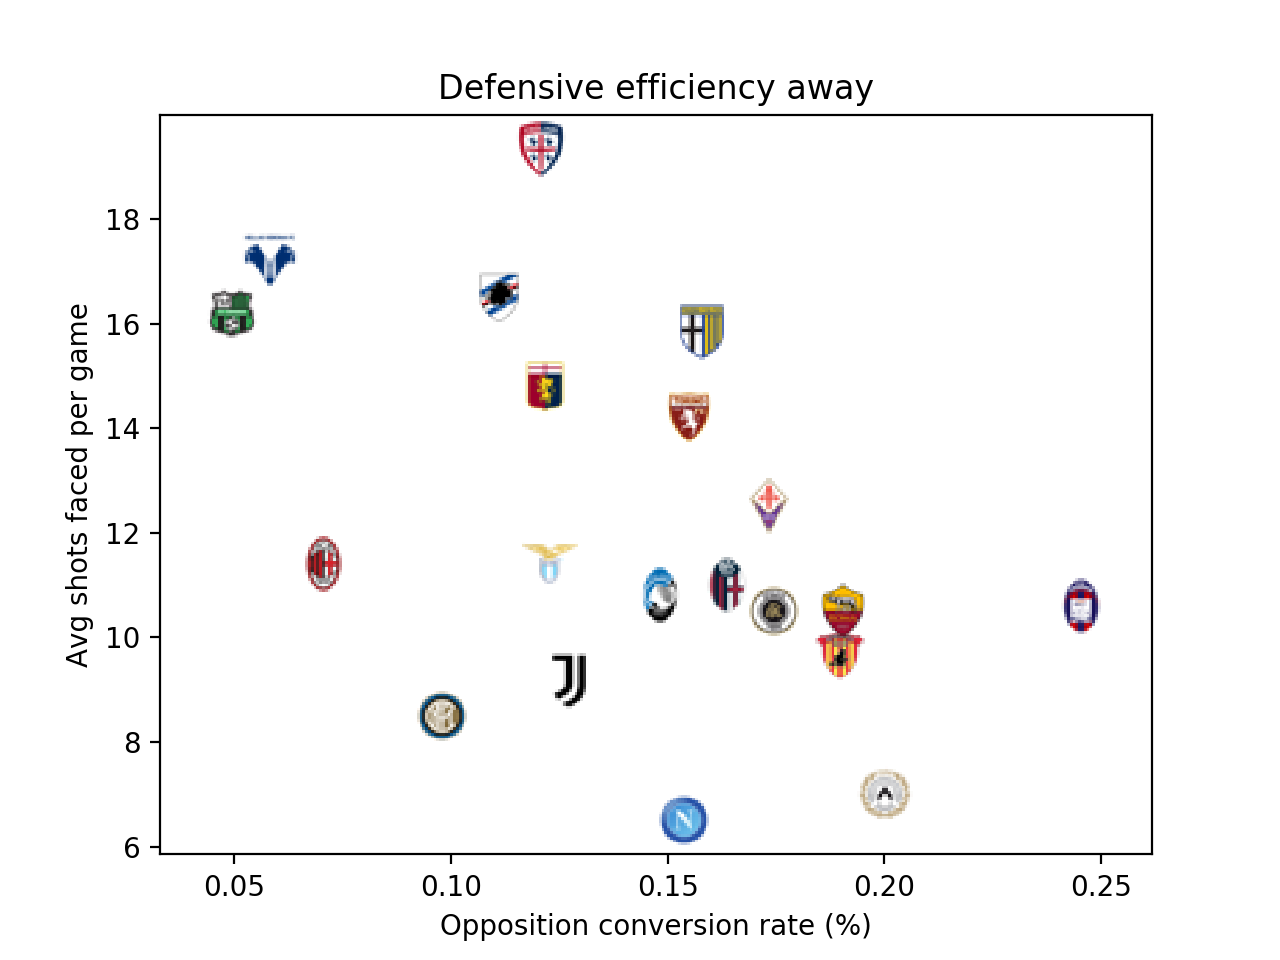 Defensive efficiency away
Avg shots faced per game
18
16
14
12
10
8
6
TORINO
N
0.05
0.10
0.15
0.20
0.25
Opposition conversion rate (%)